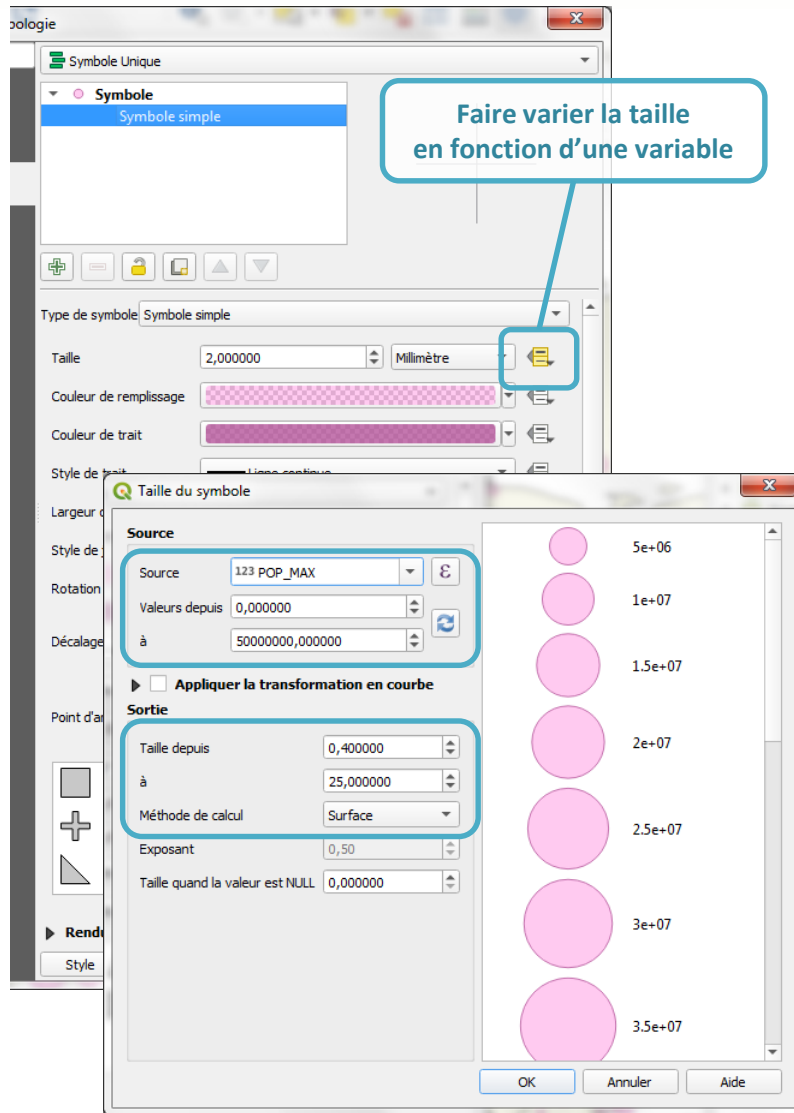 ologie
Symbole Unique
Symbole
Symbole simple
Faire varier la taille
en fonction d'une variable
Type de symbole Symbole simple
Taille 2,000000 Millimètre
Couleur de remplissage
Couleur de trait
Style de trait Ligne continue
Largeur
Style de
Rotation
Décalage
Point d'a
Rend
Style
Taille du symbole
Source
Source 123 POP_MAX ε
Valeurs depuis 0,000000
à 50000000,000000
Appliquer la transformation en courbe
Sortie
Taille depuis 0,400000
à 25,000000
Méthode de calcul Surface
Exposant 0,50
Taille quand la valeur est NULL 0,000000
5e+06
1e+07
1.5e+07
2e+07
2.5e+07
3e+07
3.5e+07
OK Annuler Aide